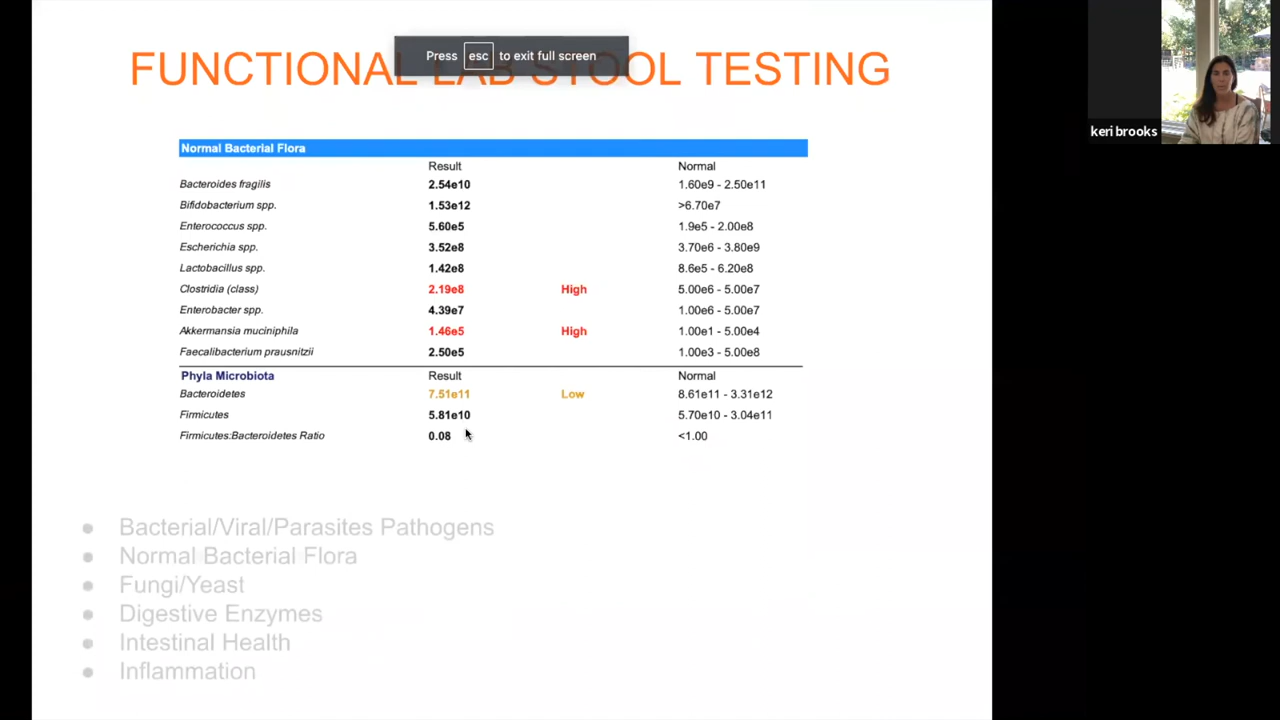 FUNCTIONAL LAB STOOL TESTING
Press esc to exit full screen
keri brooks
Normal Bacterial Flora
Result Normal
Bacteroides fragilis 2.54e10 1.60e9 - 2.50e11
Bifidobacterium spp. 1.53e12 >6.70e7
Enterococcus spp. 5.60e5 1.9e5 - 2.00e8
Escherichia spp. 3.52e8 3.70e6 - 3.80e9
Lactobacillus spp. 1.42e8 8.6e5 - 6.20e8
Clostridia (class) 2.19e8 High 5.00e6 - 5.00e7
Enterobacter spp. 4.39e7 1.00e6 - 5.00e7
Akkermansia muciniphila 1.46e5 High 1.00e1 - 5.00e4
Faecalibacterium prausnitzii 2.50e5 1.00e3 - 5.00e8
Phyla Microbiota Result Normal
Bacteroidetes 7.51e11 Low 8.61e11 - 3.31e12
Firmicutes 5.81e10 5.70e10 - 3.04e11
Firmicutes:Bacteroidetes Ratio 0.08 <1.00
● Bacterial/Viral/Parasites Pathogens
● Normal Bacterial Flora
● Fungi/Yeast
● Digestive Enzymes
● Intestinal Health
● Inflammation